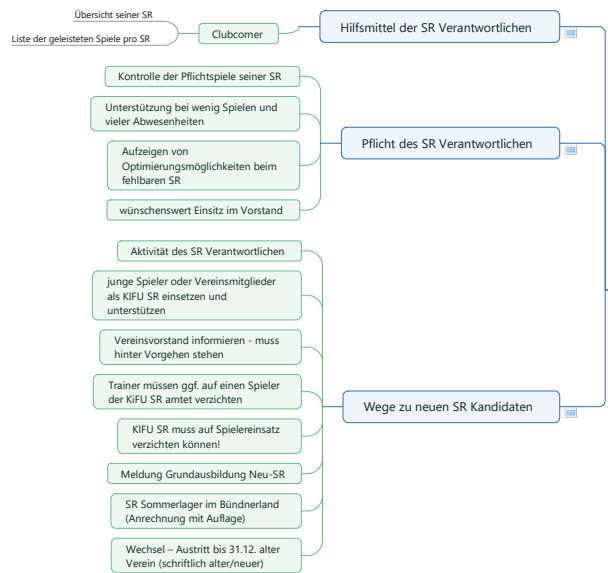 Übersicht seiner SR
Liste der geleisteten Spiele pro SR
Clubcorner
Hilfsmittel der SR Verantwortlichen
Kontrolle der Pflichtspiele seiner SR
Unterstützung bei wenig Spielen und
vieler Abwesenheiten
Aufzeigen von
Optimierungsmöglichkeiten beim
fehlbaren SR
wünschenswert Einsitz im Vorstand
Pflicht des SR Verantwortlichen
Aktivität des SR Verantwortlichen
junge Spieler oder Vereinsmitglieder
als KIFU SR einsetzen und
unterstützen
Vereinsvorstand informieren - muss
hinter Vorgehen stehen
Trainer müssen ggf. auf einen Spieler
der KiFU SR amtet verzichten
KIFU SR muss auf Spielereinsatz
verzichten können!
Meldung Grundausbildung Neu-SR
SR Sommerlager im Bündnerland
(Anrechnung mit Auflage)
Wechsel – Austritt bis 31.12. alter
Verein (schriftlich alter/neuer)
Wege zu neuen SR Kandidaten